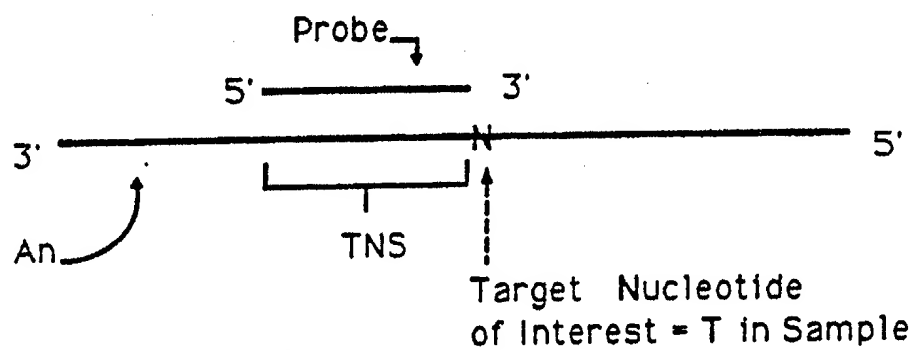 Probe
5' 3'
3' N 5'
An
TNS
Target Nucleotide
of Interest = T in Sample